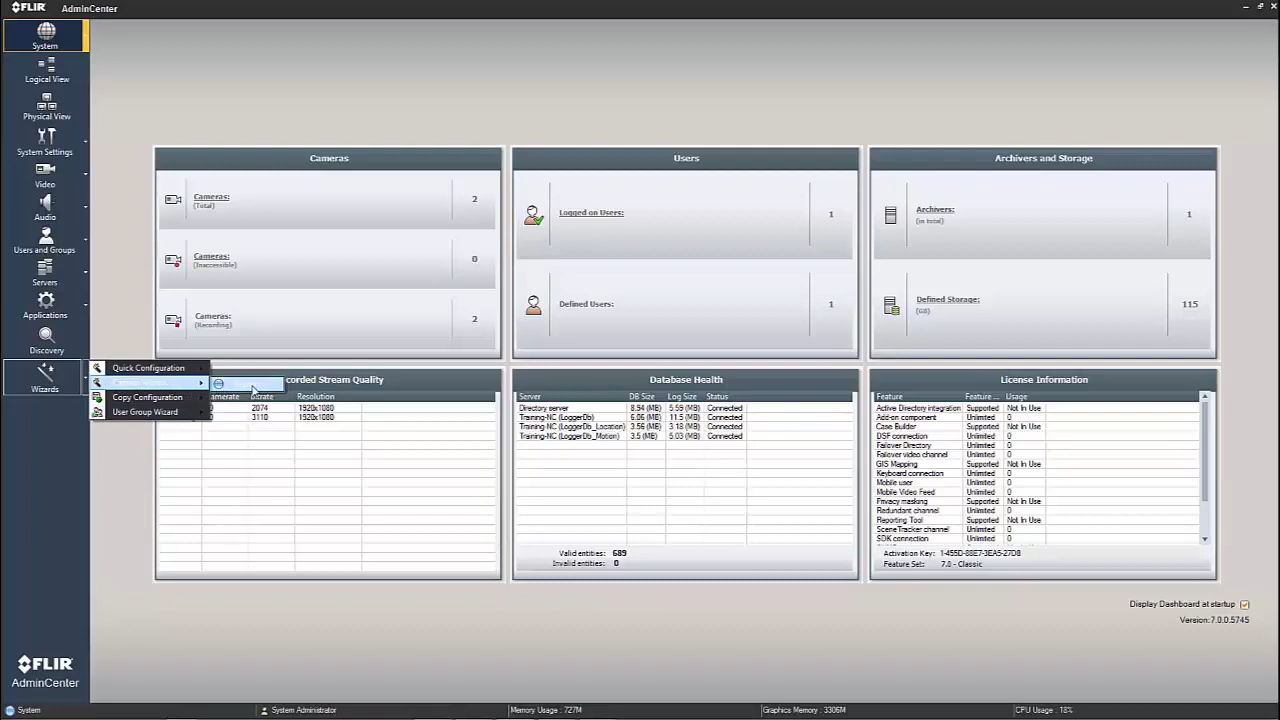 FLIR AdminCenter
System
Logical View
Physical View
System Settings
Video
Audio
Users and Groups
Servers
Applications
Discovery
Wizards
Quick Configuration
Copy Configuration
User Group Wizard
Cameras
Cameras:
(Total)
2
Cameras:
(Inaccessible)
0
Cameras:
(Recording)
2
Users
Logged on Users:
1
Defined Users:
1
Archivers and Storage
Archivers:
(in total)
1
Defined Storage:
(GB)
115
corded Stream Quality
amerate Bitrate Resolution
2074 1920x1080
3110 1920x1080
Database Health
Server DB Size Log Size Status
Directory server 8.94 (MB) 5.59 (MB) Connected
Training-NC (LoggerDb) 6.06 (MB) 11.5 (MB) Connected
Training-NC (LoggerDb_Location) 3.56 (MB) 3.18 (MB) Connected
Training-NC (LoggerDb_Motion) 3.5 (MB) 5.03 (MB) Connected
Valid entities: 689
Invalid entities: 0
License Information
Feature Feature ... Usage
Active Directory integration Supported Not In Use
Add-on component Unlimited 0
Case Builder Supported Not In Use
DSF connection Unlimited 0
Failover Directory Unlimited 0
Failover video channel Unlimited 0
GIS Mapping Supported Not In Use
Keyboard connection Unlimited 0
Mobile user Unlimited 0
Mobile Video Feed Unlimited 0
Privacy masking Supported Not In Use
Redundant channel Unlimited 0
Reporting Tool Supported Not In Use
SceneTracker channel Unlimited 0
SDK connection Unlimited 0
Activation Key: 1-455D-88E7-3EA5-27D8
Feature Set: 7.0 - Classic
Display Dashboard at startup
Version:7.0.0.5745
FLIR
AdminCenter
System System Administrator Memory Usage : 727M Graphics Memory : 3306M CPU Usage : 18%